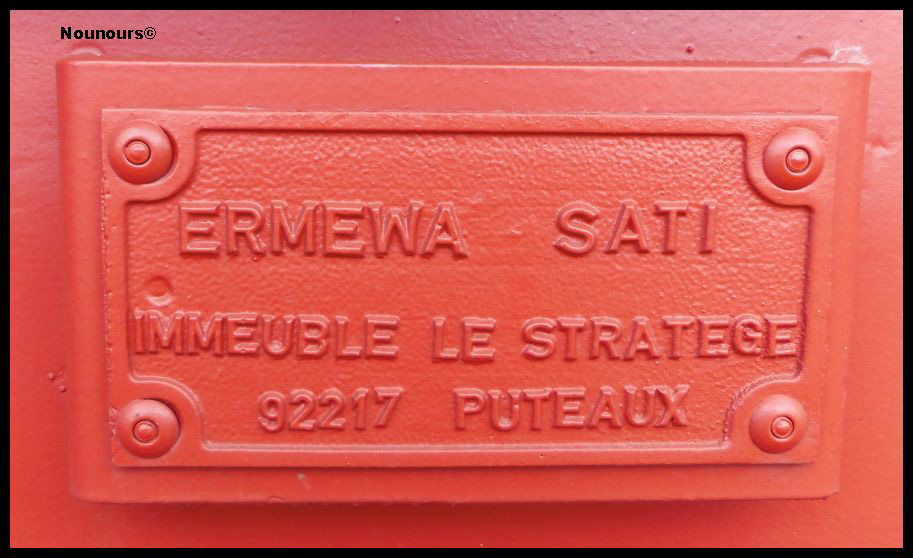 Nounours©
ERMEWA SATI
IMMEUBLE LE STRATEGE
92217 PUTEAUX